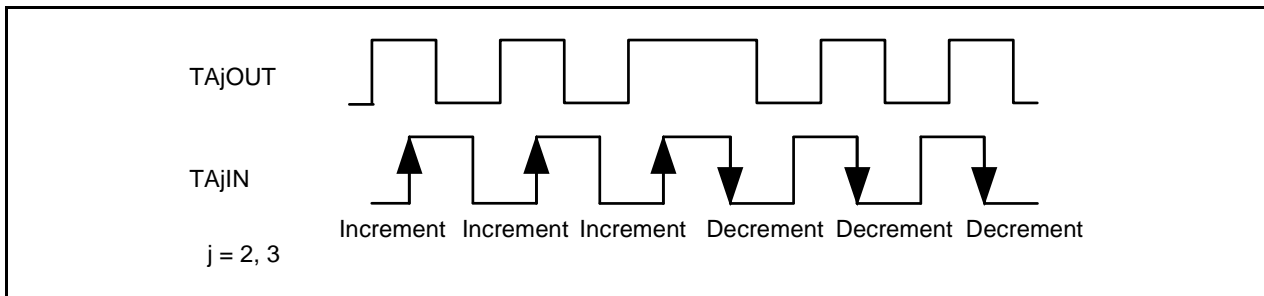 TAjOUT
TAjIN
Increment Increment Increment Decrement Decrement Decrement
j = 2, 3